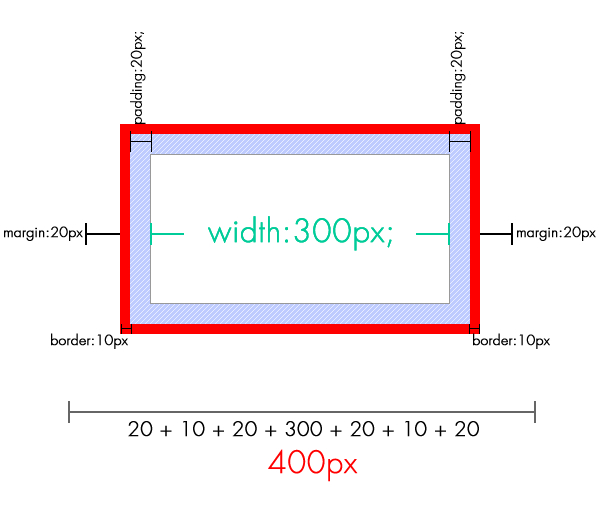 padding:20px;
padding:20px;
margin:20px
width:300px;
margin:20px
border:10px
border:10px
20 + 10 + 20 + 300 + 20 + 10 + 20
400px